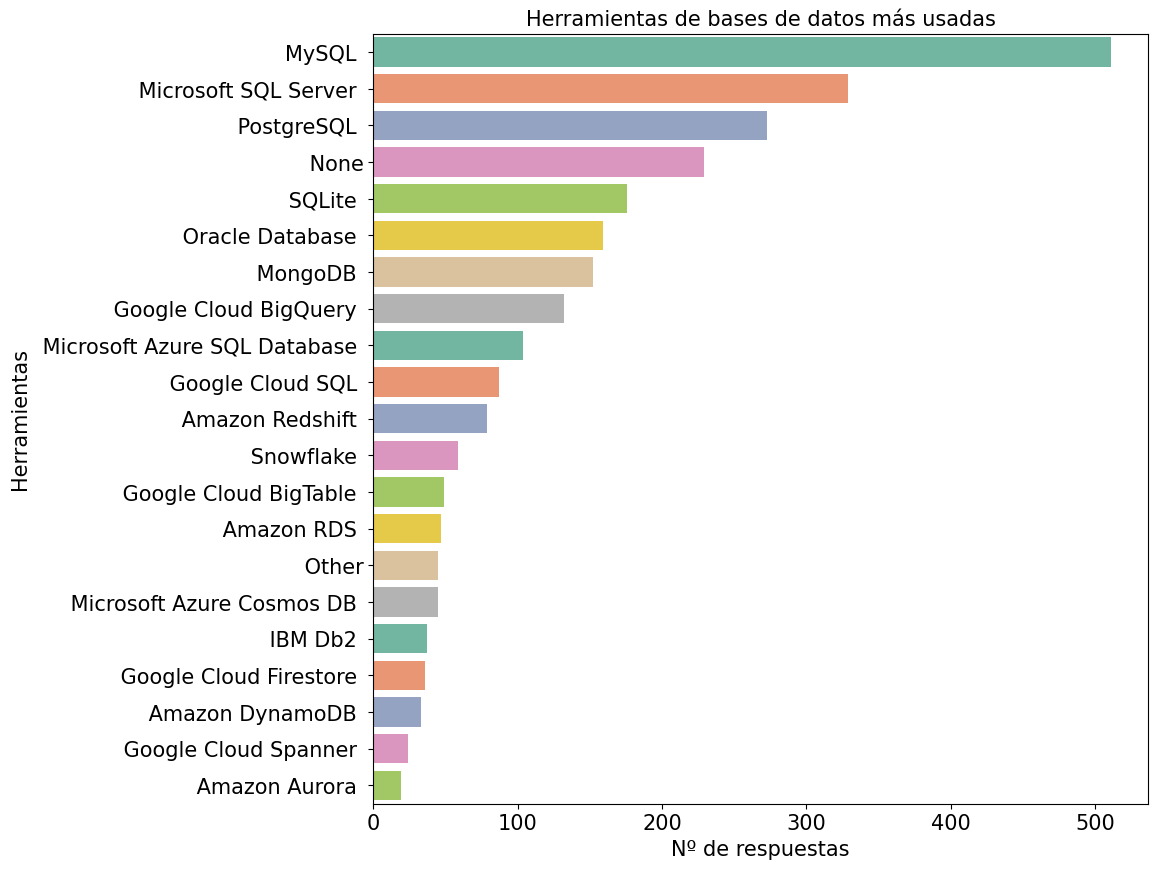 Herramientas de bases de datos más usadas
MySQL
Microsoft SQL Server
PostgreSQL
None
SQLite
Oracle Database
MongoDB
Google Cloud BigQuery
Microsoft Azure SQL Database
Google Cloud SQL
Amazon Redshift
Snowflake
Google Cloud BigTable
Amazon RDS
Other
Microsoft Azure Cosmos DB
IBM Db2
Google Cloud Firestore
Amazon DynamoDB
Google Cloud Spanner
Amazon Aurora
Herramientas
0 100 200 300 400 500
Nº de respuestas